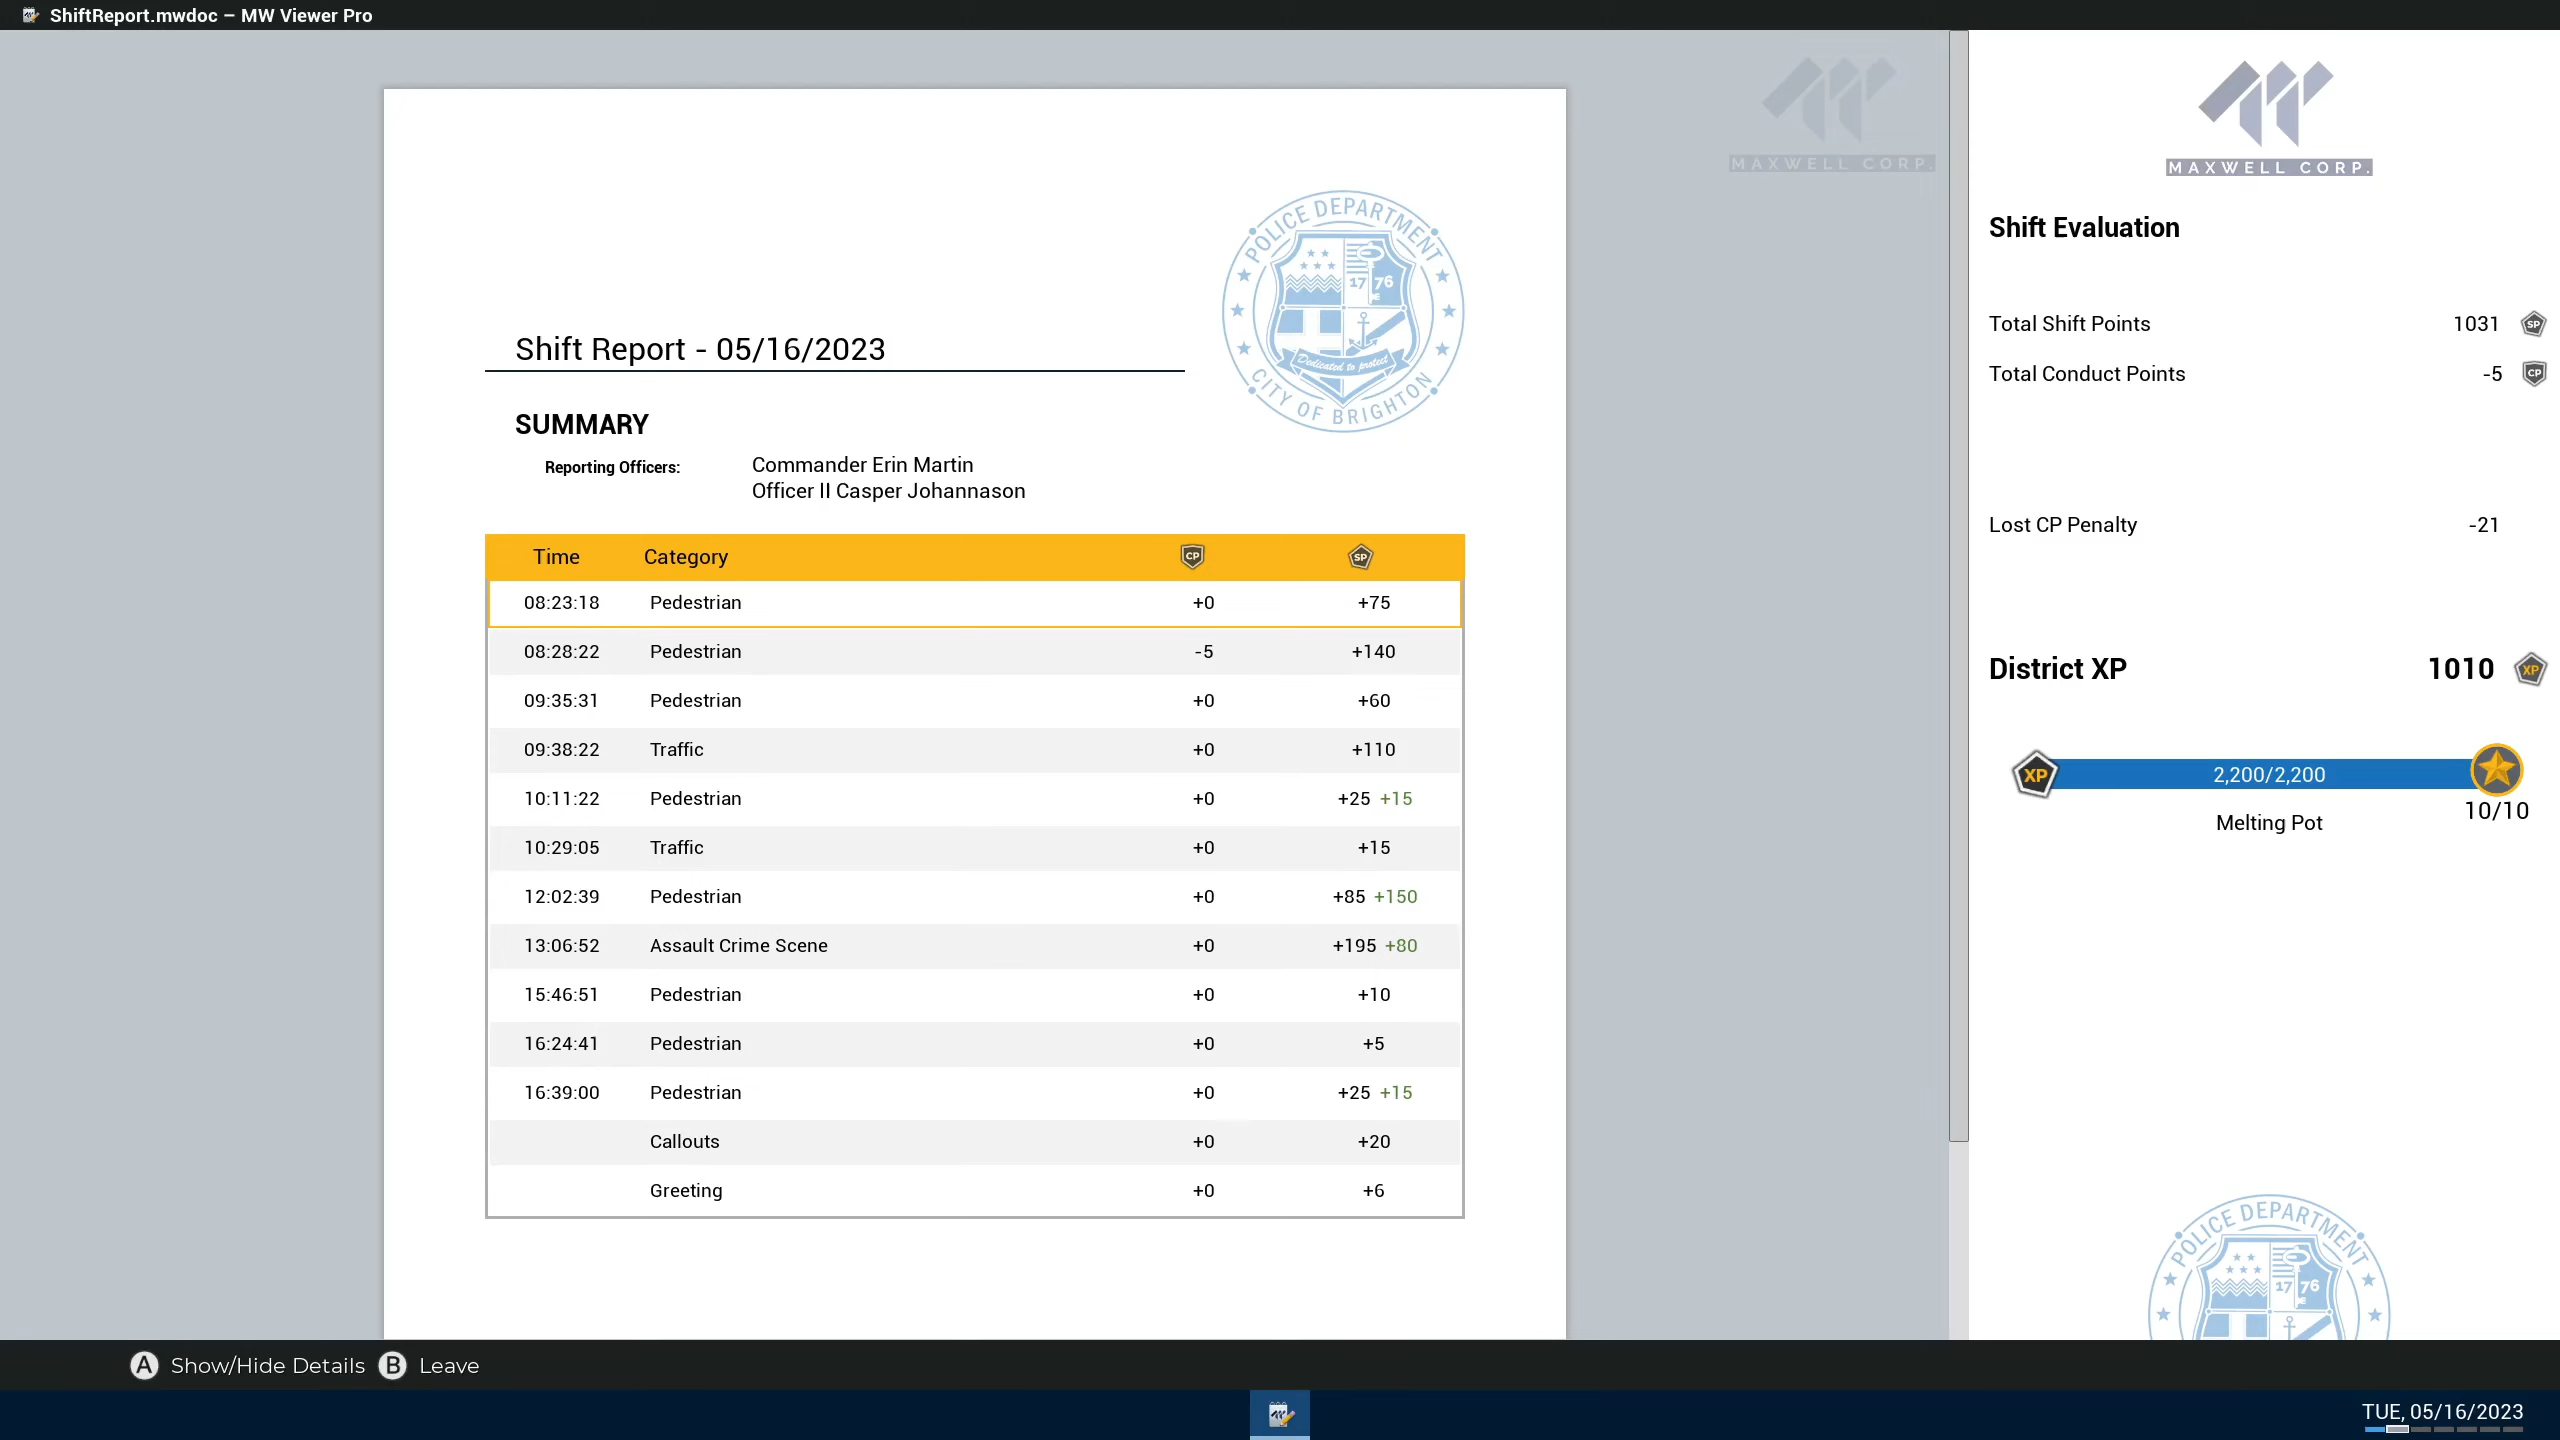 ShiftReport.mwdoc – MW Viewer Pro
MAXWELL CORP.
MAXWELL CORP.
POLICE DEPARTMENT
17 76
Dedicated to protect
CITY OF BRIGHTON
Shift Report - 05/16/2023
SUMMARY
Reporting Officers: Commander Erin Martin
Officer II Casper Johannason
Time Category CP SP
08:23:18 Pedestrian +0 +75
08:28:22 Pedestrian -5 +140
09:35:31 Pedestrian +0 +60
09:38:22 Traffic +0 +110
10:11:22 Pedestrian +0 +25 +15
10:29:05 Traffic +0 +15
12:02:39 Pedestrian +0 +85 +150
13:06:52 Assault Crime Scene +0 +195 +80
15:46:51 Pedestrian +0 +10
16:24:41 Pedestrian +0 +5
16:39:00 Pedestrian +0 +25 +15
Callouts +0 +20
Greeting +0 +6
Shift Evaluation
Total Shift Points 1031 SP
Total Conduct Points -5 CP
Lost CP Penalty -21
District XP 1010 XP
XP 2,200/2,200
10/10
Melting Pot
POLICE DEPARTMENT
17 76
A Show/Hide Details B Leave
TUE, 05/16/2023